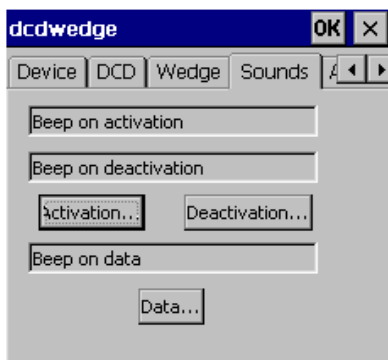 dcdwedge OK ×
Device DCD Wedge Sounds
Beep on activation
Beep on deactivation
Activation... Deactivation...
Beep on data
Data...